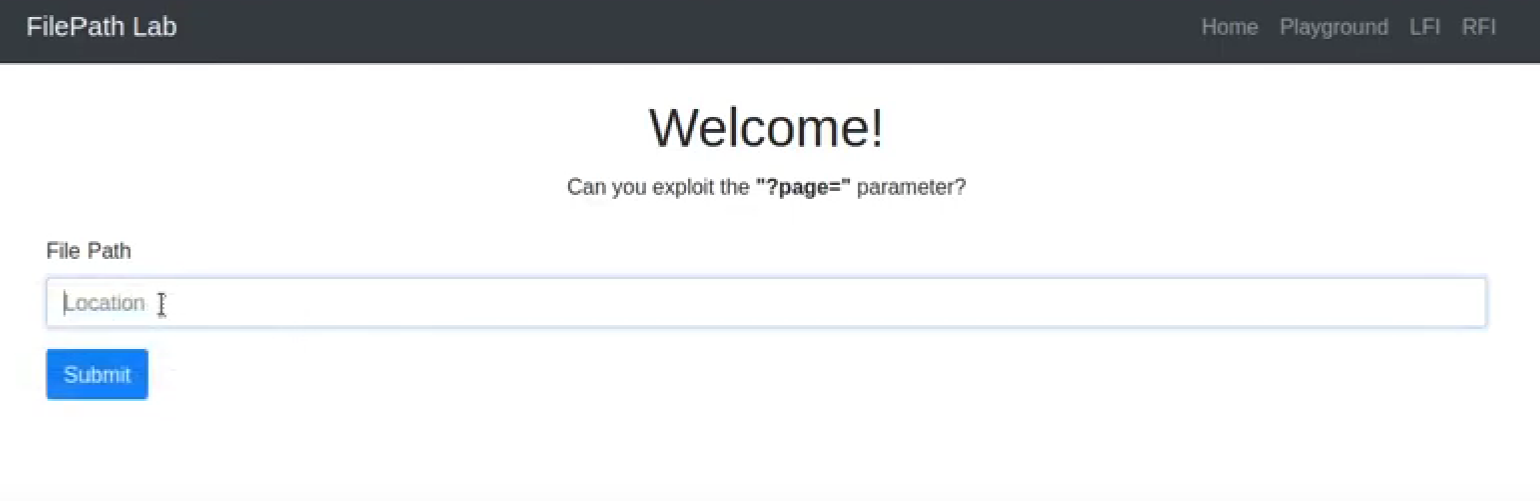 FilePath Lab Home Playground LFI RFI
Welcome!
Can you exploit the "?page=" parameter?
File Path
Location
Submit